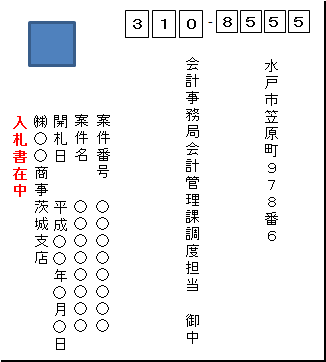 310-8555
水戸市笠原町978番6
会計事務局会計管理課調度担当　御中
案件番号　○○○○○○○
案件名　○○○○○○○
開札日　平成○○年○月○日
㈱○○商事茨城支店
入札書在中